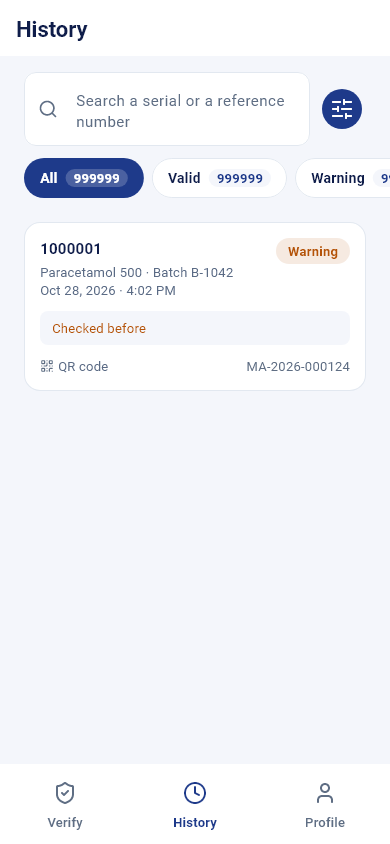 History
Search a serial or a reference
number
All 999999 Valid 999999 Warning
1000001
Warning
Paracetamol 500 · Batch B-1042
Oct 28, 2026 · 4:02 PM
Checked before
QR code MA-2026-000124
Verify History Profile